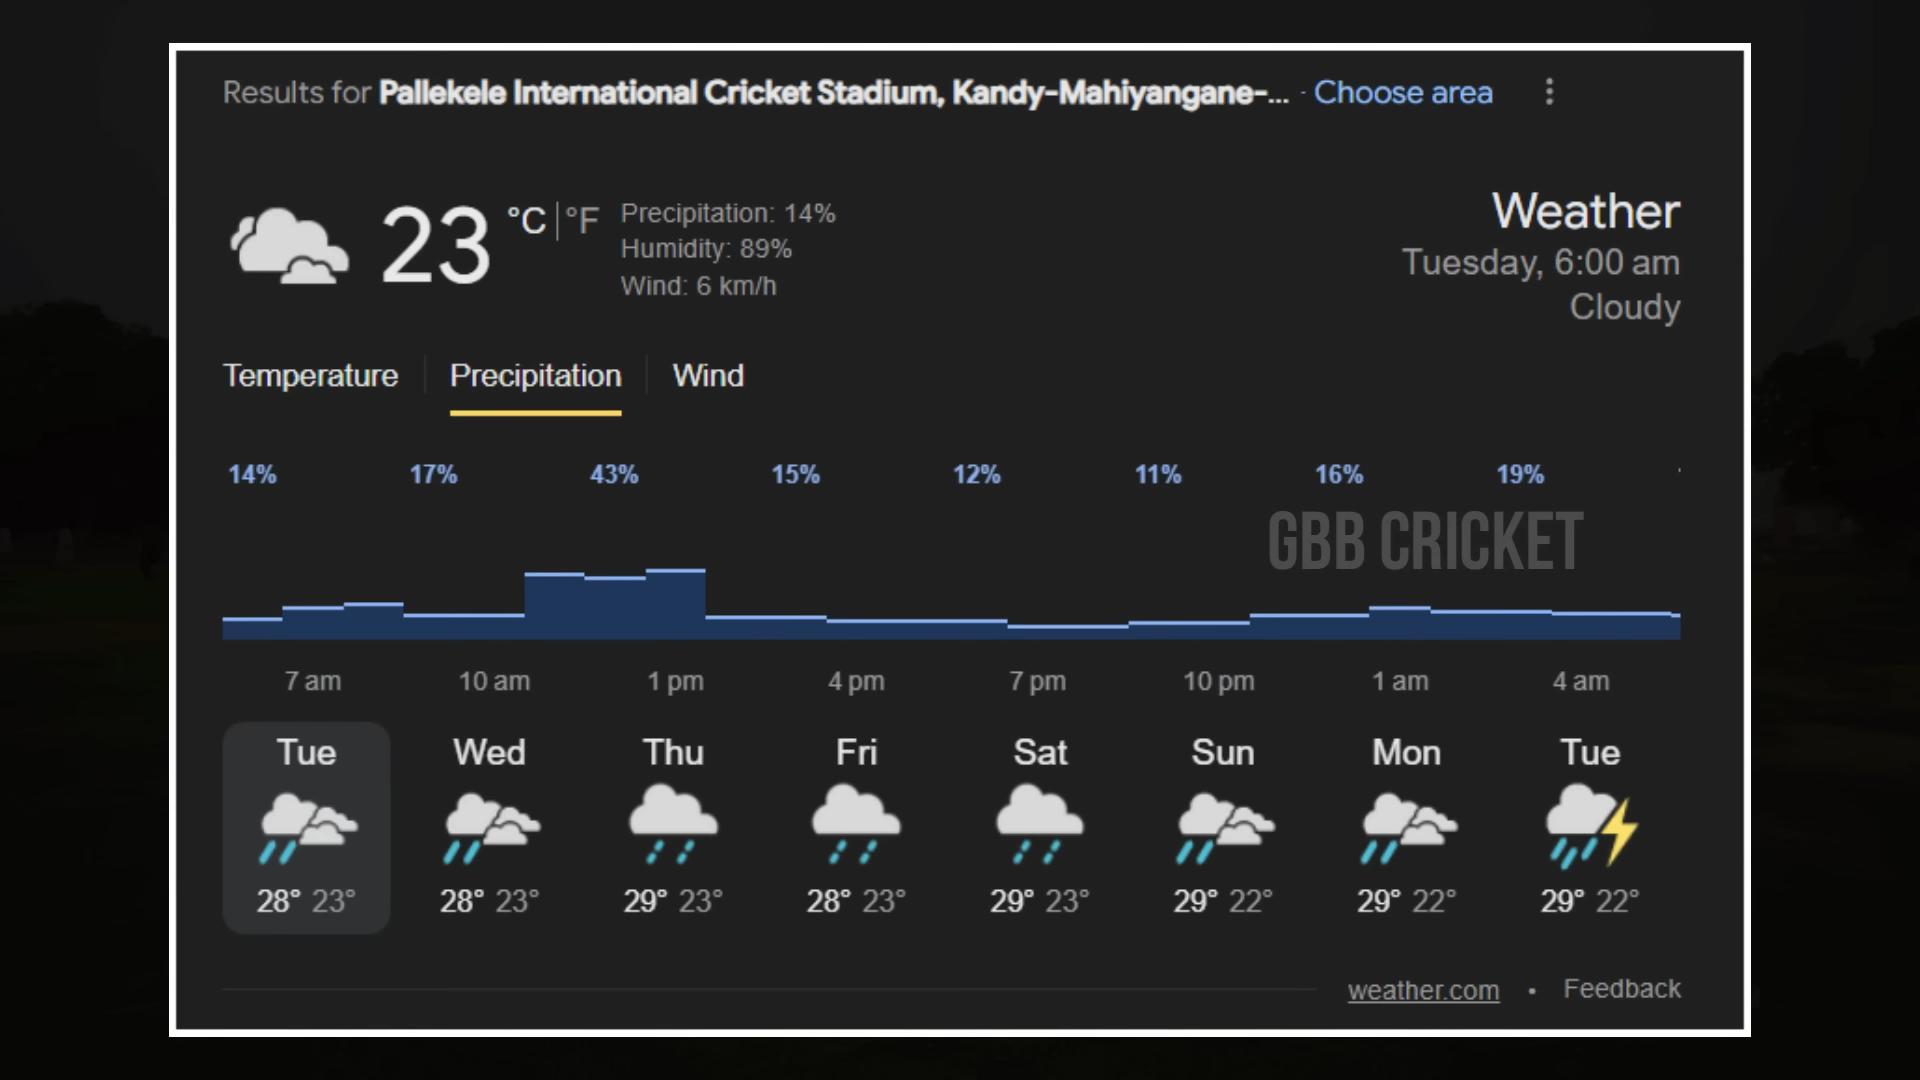 Results for Pallekele International Cricket Stadium, Kandy-Mahiyangane-... · Choose area
23 °C | °F
Precipitation: 14%
Humidity: 89%
Wind: 6 km/h
Weather
Tuesday, 6:00 am
Cloudy
Temperature Precipitation Wind
14% 17% 43% 15% 12% 11% 16% 19%
GBB CRICKET
7 am 10 am 1 pm 4 pm 7 pm 10 pm 1 am 4 am
Tue Wed Thu Fri Sat Sun Mon Tue
28° 23° 28° 23° 29° 23° 28° 23° 29° 23° 29° 22° 29° 22° 29° 22°
weather.com • Feedback